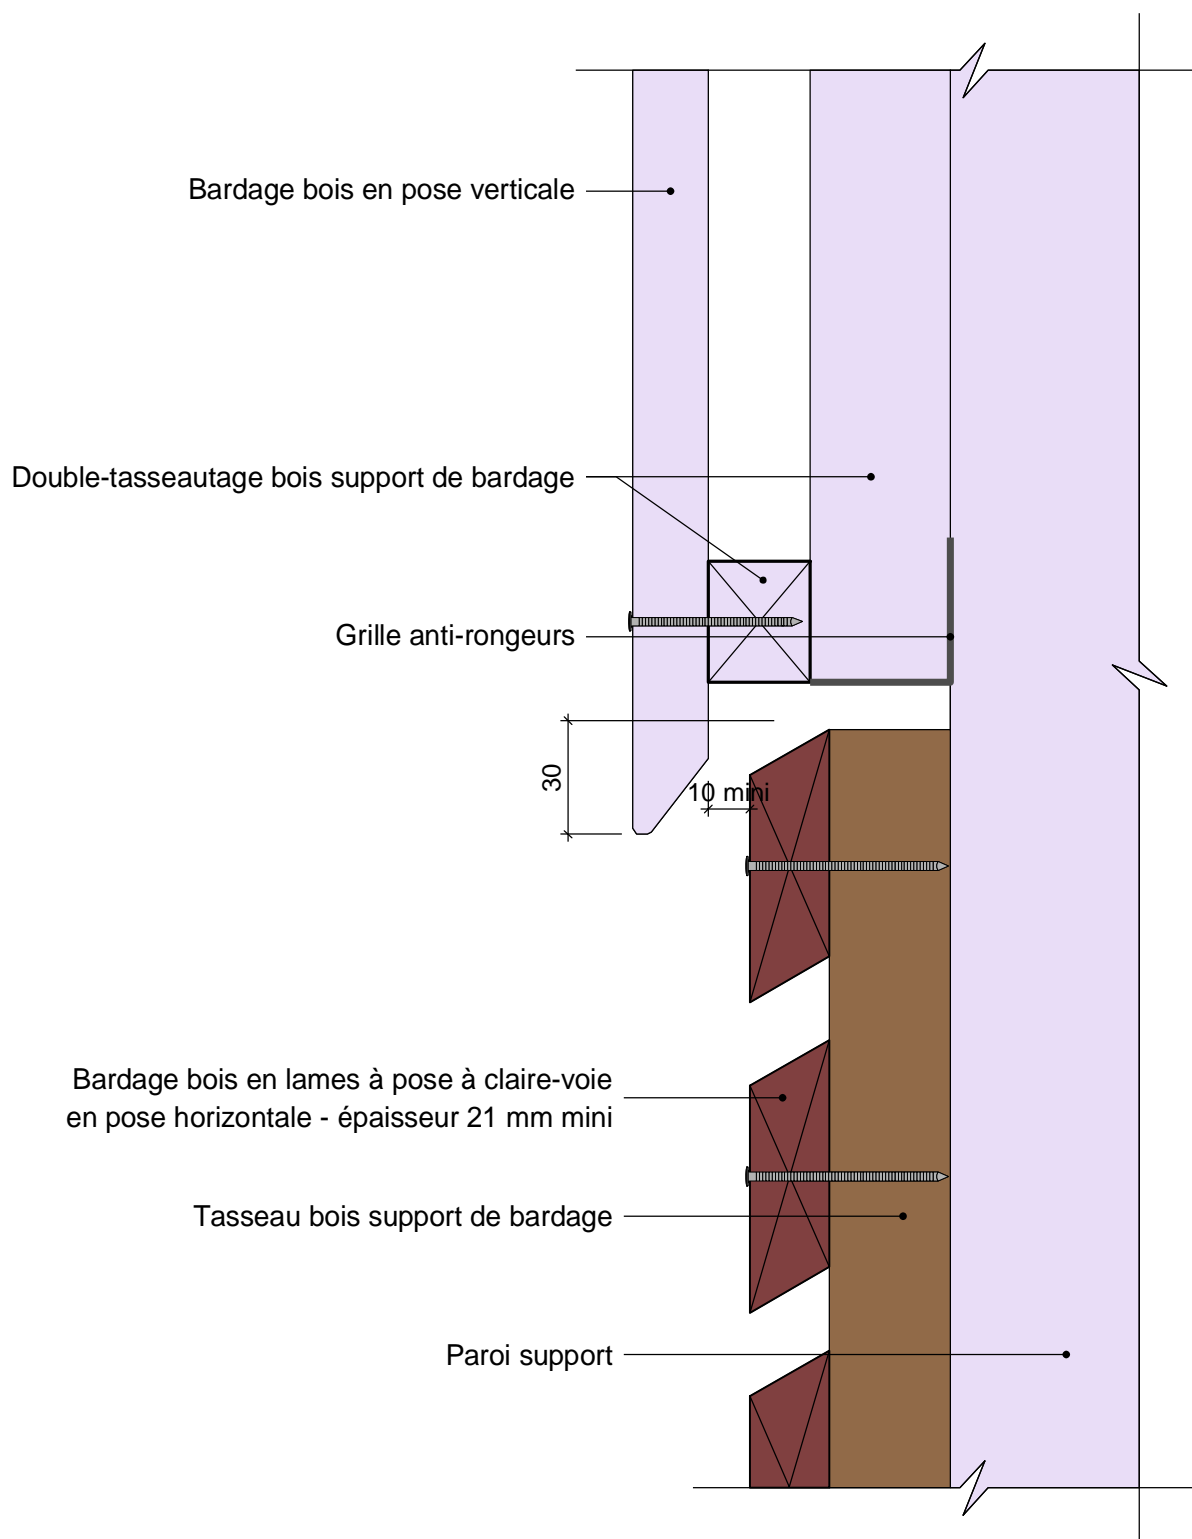 Bardage bois en pose verticale
Double-tasseautage bois support de bardage
Grille anti-rongeurs
30
10 mini
Bardage bois en lames à pose à claire-voie
en pose horizontale - épaisseur 21 mm mini
Tasseau bois support de bardage
Paroi support